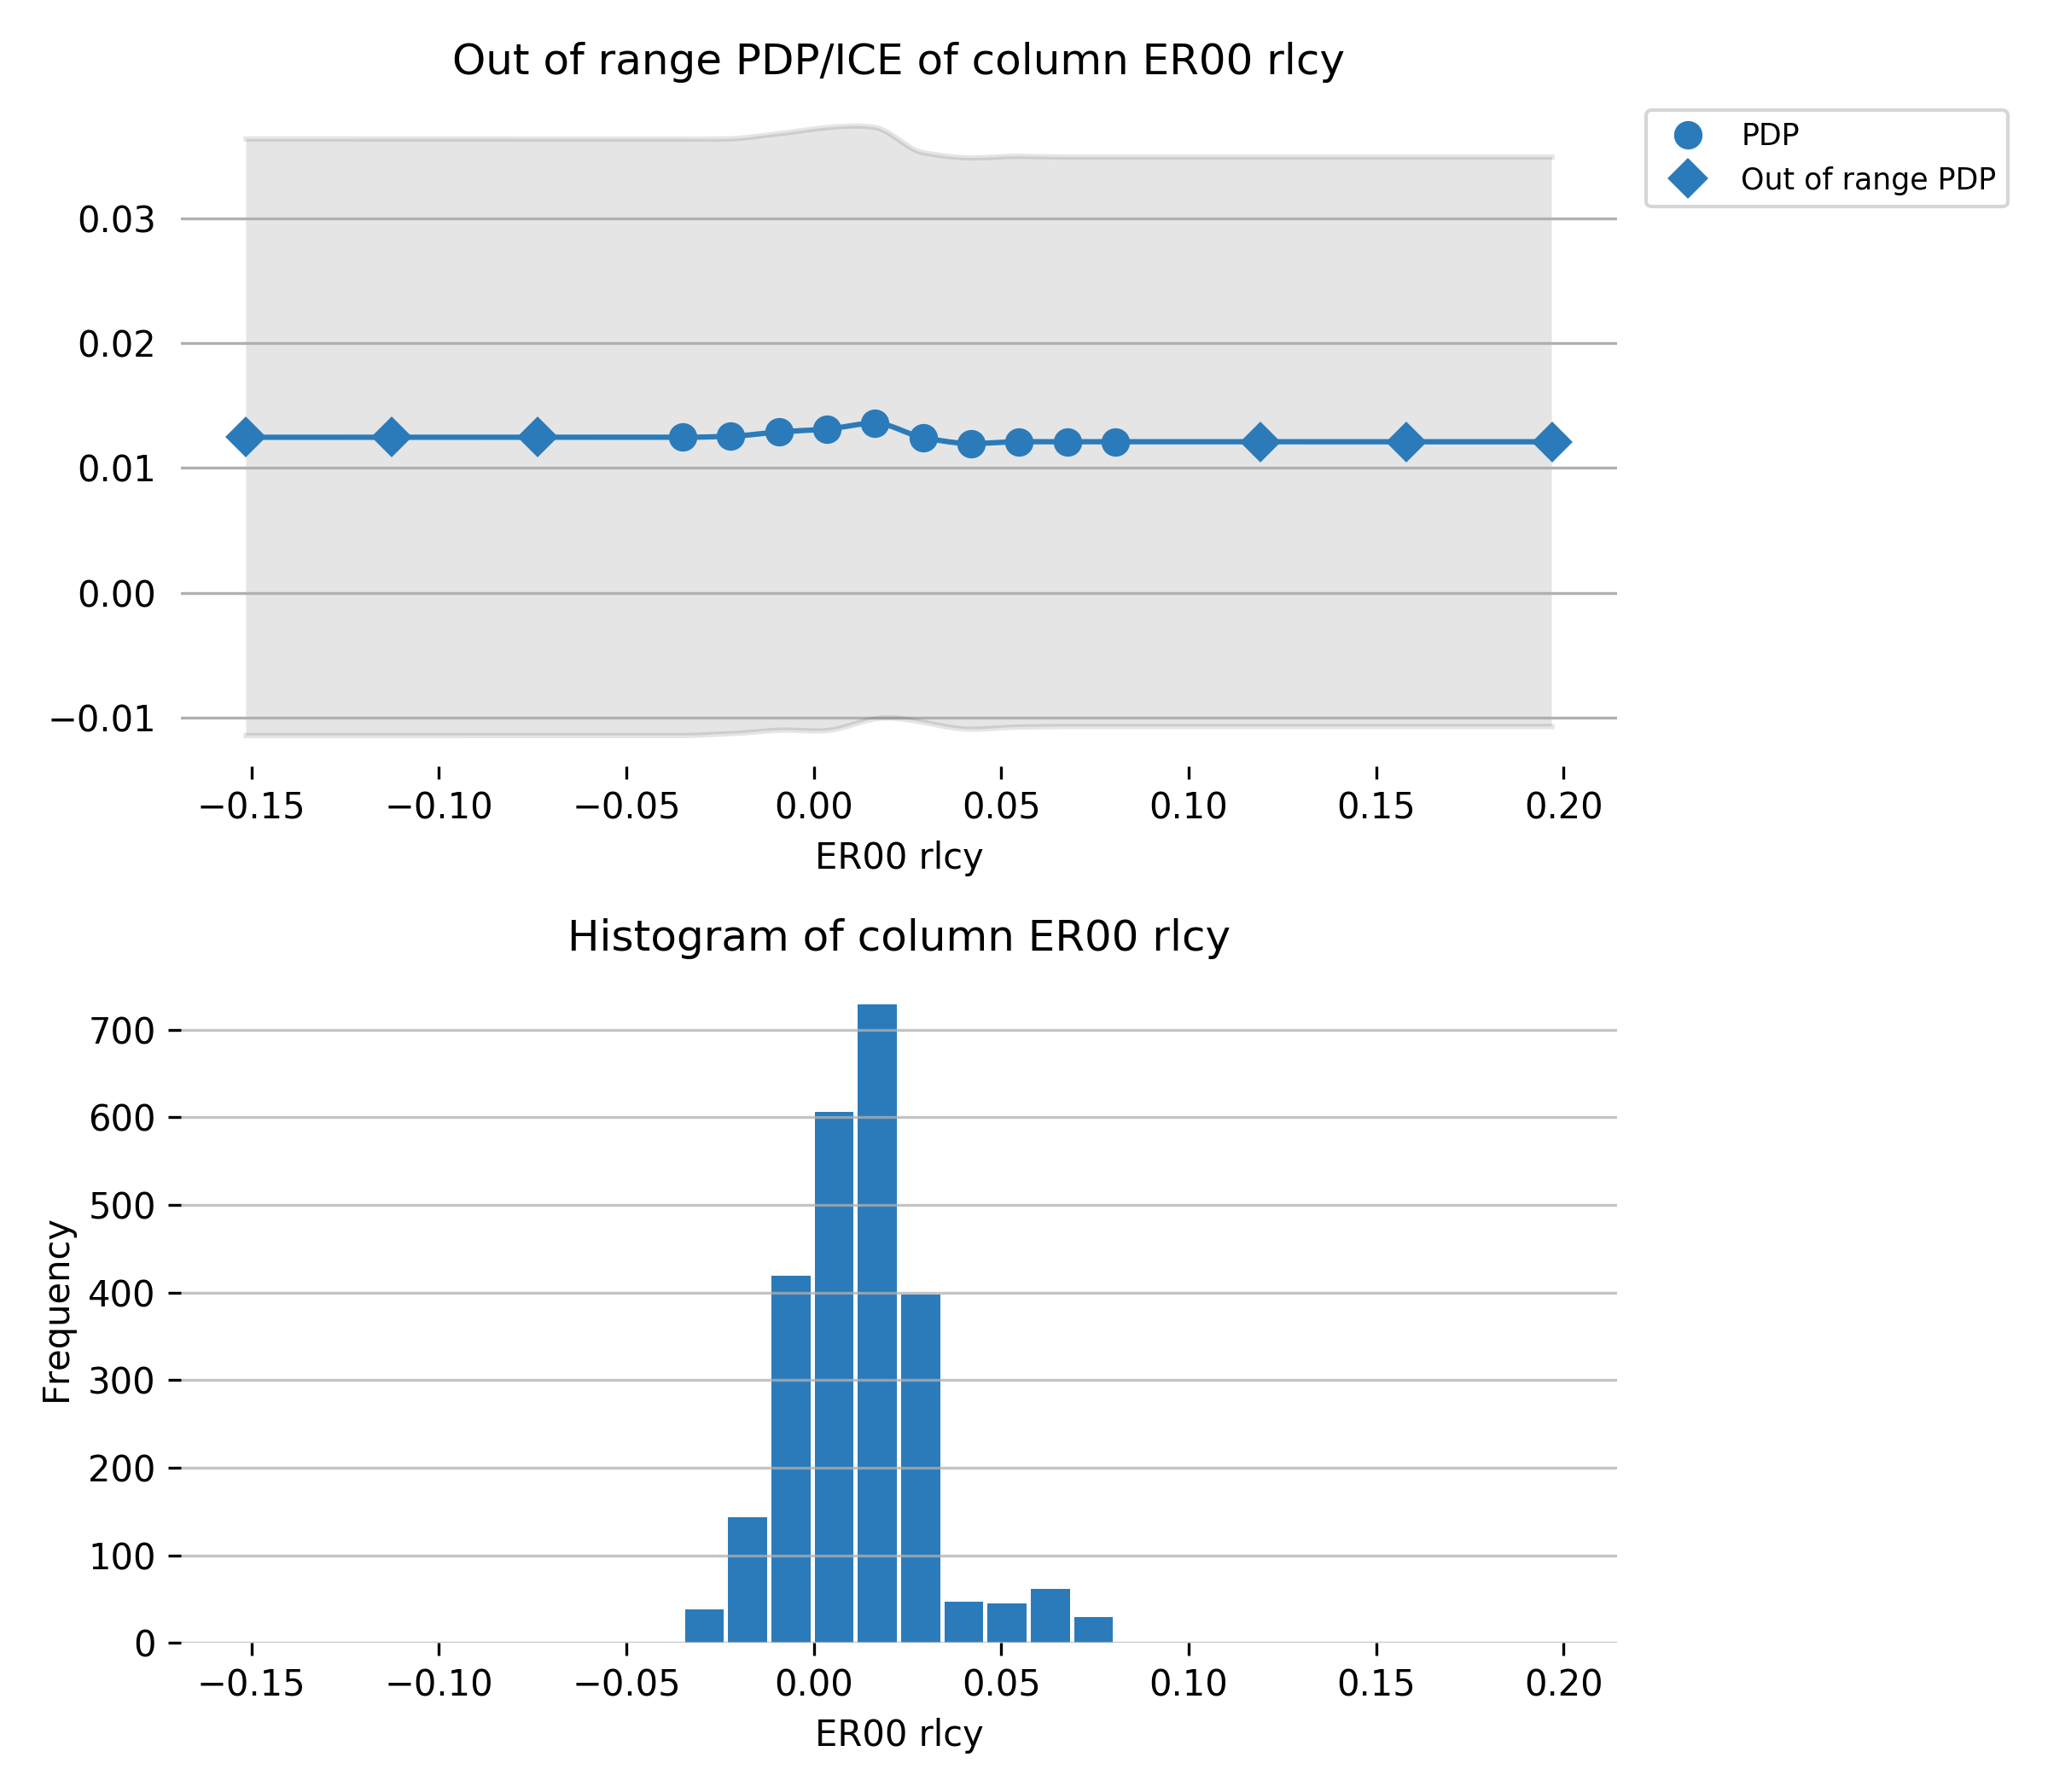 Out of range PDP/ICE of column ER00 rlcy
PDP
Out of range PDP
0.03
0.02
0.01
0.00
−0.01
−0.15 −0.10 −0.05 0.00 0.05 0.10 0.15 0.20
ER00 rlcy
Histogram of column ER00 rlcy
700
600
500
400
300
200
100
0
Frequency
−0.15 −0.10 −0.05 0.00 0.05 0.10 0.15 0.20
ER00 rlcy